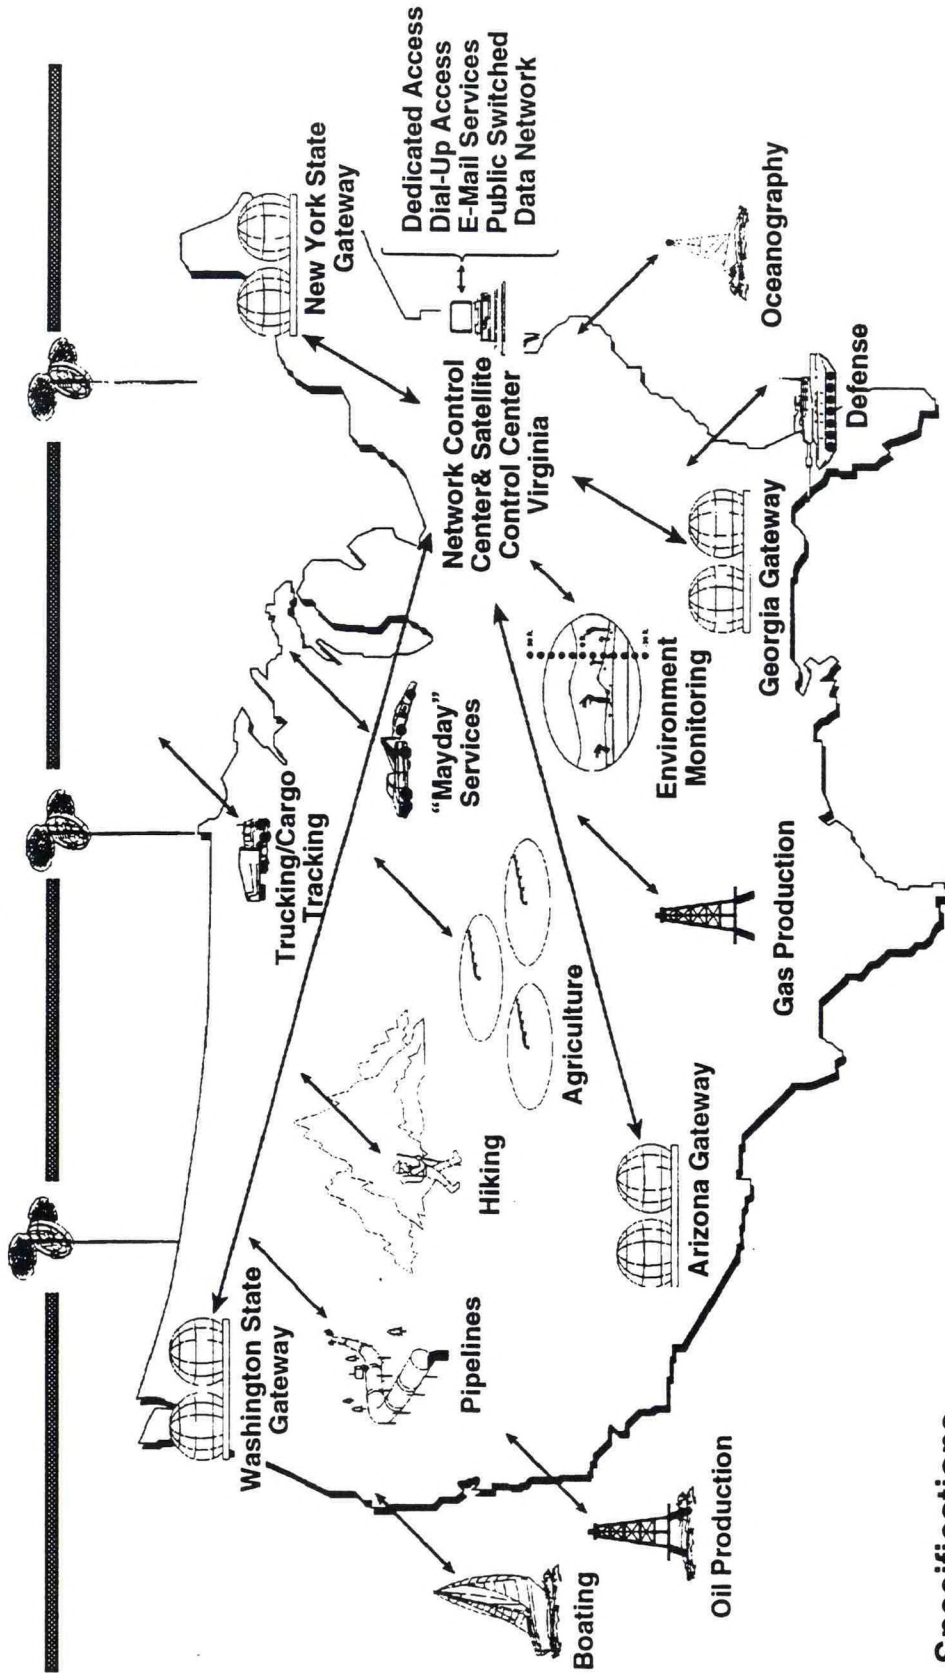 New York State
Gateway
Dedicated Access
Dial-Up Access
E-Mail Services
Public Switched
Data Network
Trucking/Cargo
Tracking
Washington State
Gateway
"Mayday"
Services
Network Control
Center& Satellite
Control Center
Virginia
Hiking
Pipelines
Agriculture
Oceanography
Environment
Monitoring
Boating
Arizona Gateway
Georgia Gateway
Gas Production
Defense
Oil Production
Specifications